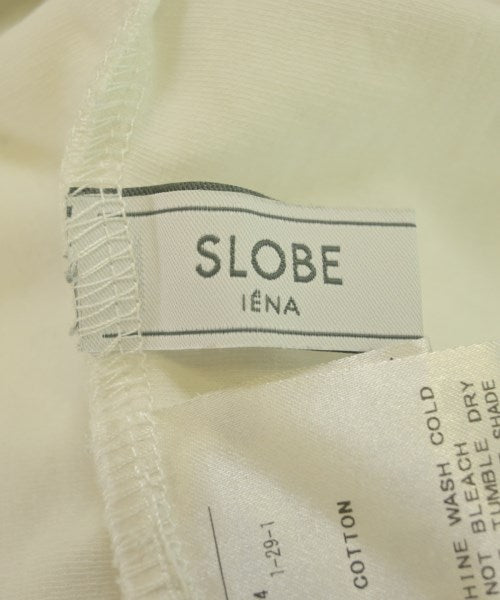 SLOBE
IÉNA
HINE WASH COLD
NOT BLEACH DRY
TUMBLE
SHADE
COTTON
1-29-1
4